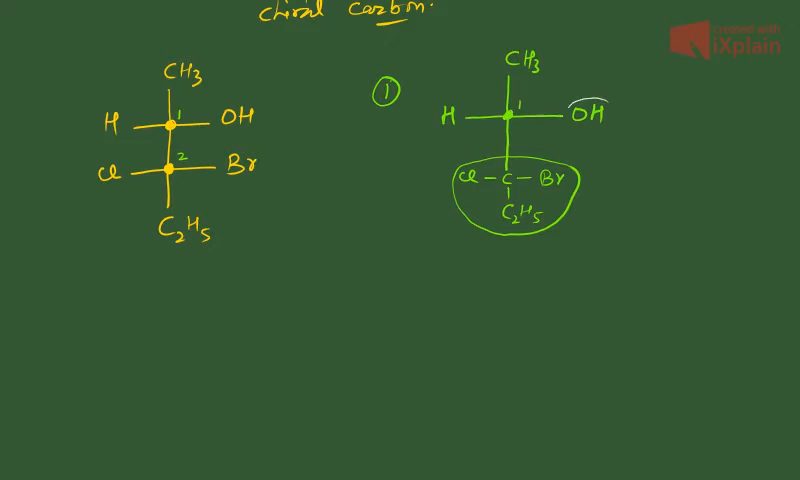 chiral carbon.
created with
iXplain
CH3
H 1 OH
Cl 2 Br
C2H5
1
CH3
H 1 OH
Cl - C - Br
C2H5